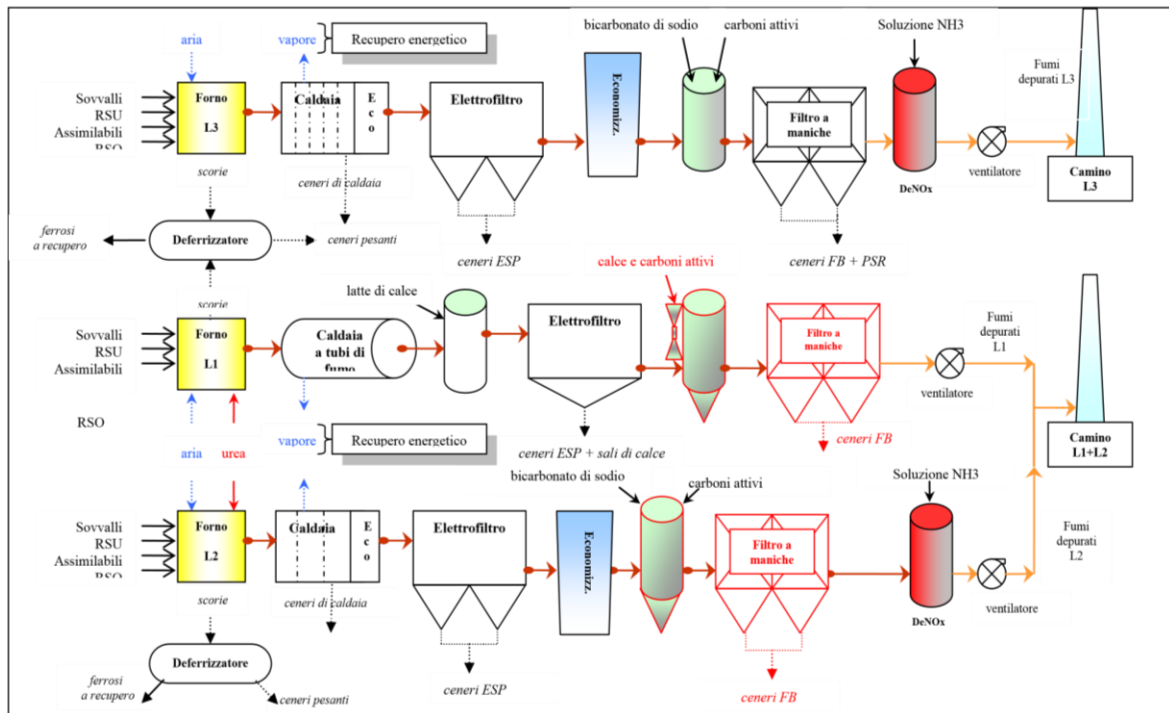 aria
vapore
Recupero energetico
bicarbonato di sodio
carboni attivi
Soluzione NH3
Sovvalli
RSU
Assimilabili
RSO
Forno
L3
Caldaia
E
c
o
Elettrofiltro
Economizz.
Filtro a
maniche
DeNOx
ventilatore
Fumi
depurati L3
Camino
L3
scorie
ceneri di caldaia
ferrosi
a recupero
Deferrizzatore
ceneri pesanti
ceneri ESP
ceneri FB + PSR
scorie
latte di calce
calce e carboni attivi
Sovvalli
RSU
Assimilabili
RSO
Forno
L1
Caldaia
a tubi di
fumo
Elettrofiltro
Filtro a
maniche
ventilatore
Fumi
depurati
L1
Camino
L1+L2
aria
urea
vapore
Recupero energetico
ceneri ESP + sali di calce
ceneri FB
bicarbonato di sodio
carboni attivi
Soluzione NH3
Sovvalli
RSU
Assimilabili
RSO
Forno
L2
Caldaia
E
c
o
Elettrofiltro
Economizz.
Filtro a
maniche
DeNOx
ventilatore
Fumi
depurati
L2
scorie
ceneri di caldaia
Deferrizzatore
ferrosi
a recupero
ceneri pesanti
ceneri ESP
ceneri FB